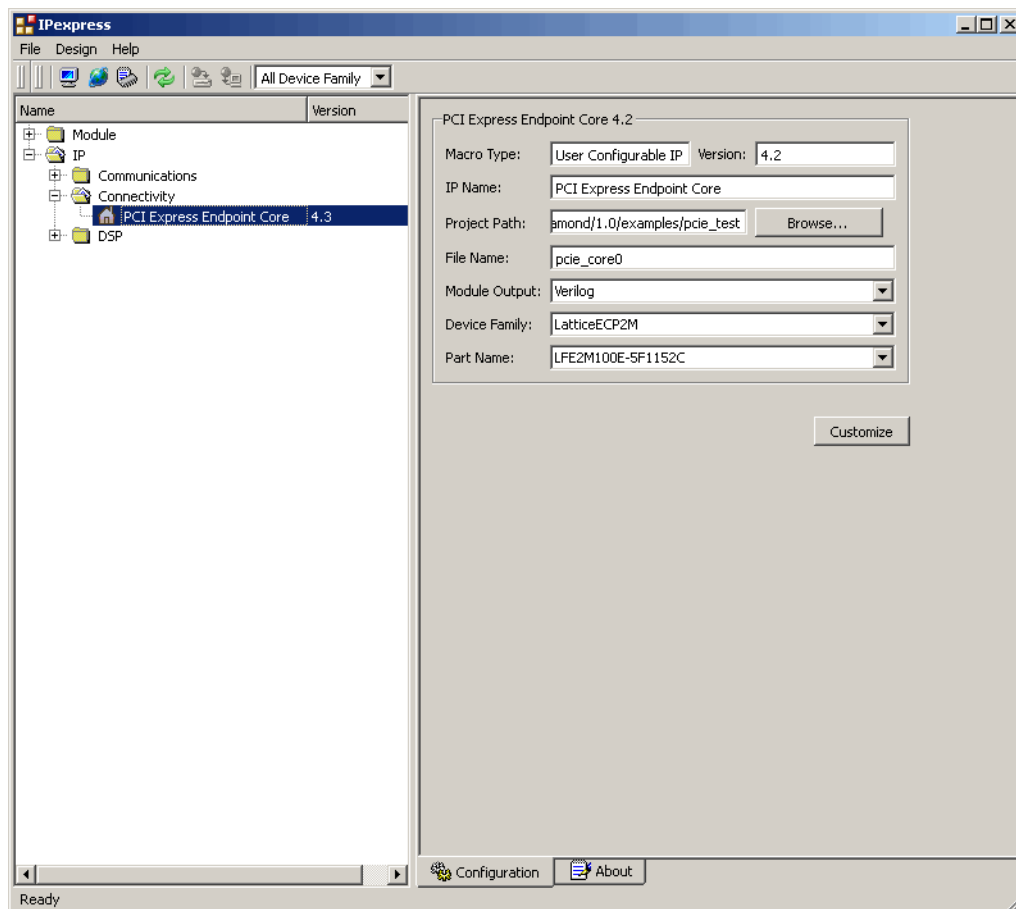 IPexpress
File Design Help
All Device Family
Name Version
Module
IP
Communications
Connectivity
PCI Express Endpoint Core 4.3
DSP
PCI Express Endpoint Core 4.2
Macro Type: User Configurable IP Version: 4.2
IP Name: PCI Express Endpoint Core
Project Path: amond/1.0/examples/pcie_test Browse...
File Name: pcie_core0
Module Output: Verilog
Device Family: LatticeECP2M
Part Name: LFE2M100E-5F1152C
Customize
Configuration About
Ready